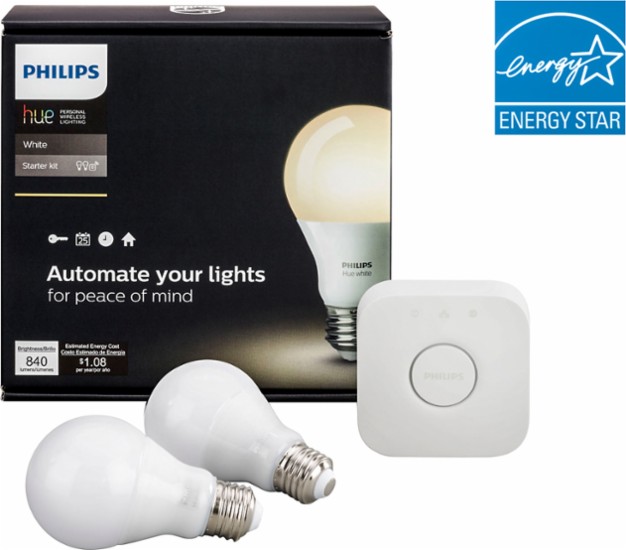 PHILIPS
hue PERSONAL
WIRELESS
LIGHTING
White
Starter kit
25
Automate your lights
for peace of mind
Brightness/Brillo
840
lumens/lúmenes
Estimated Energy Cost
Costo Estimado de Energía
$1.08
per year/por año
PHILIPS
Hue white
PHILIPS
energy
ENERGY STAR